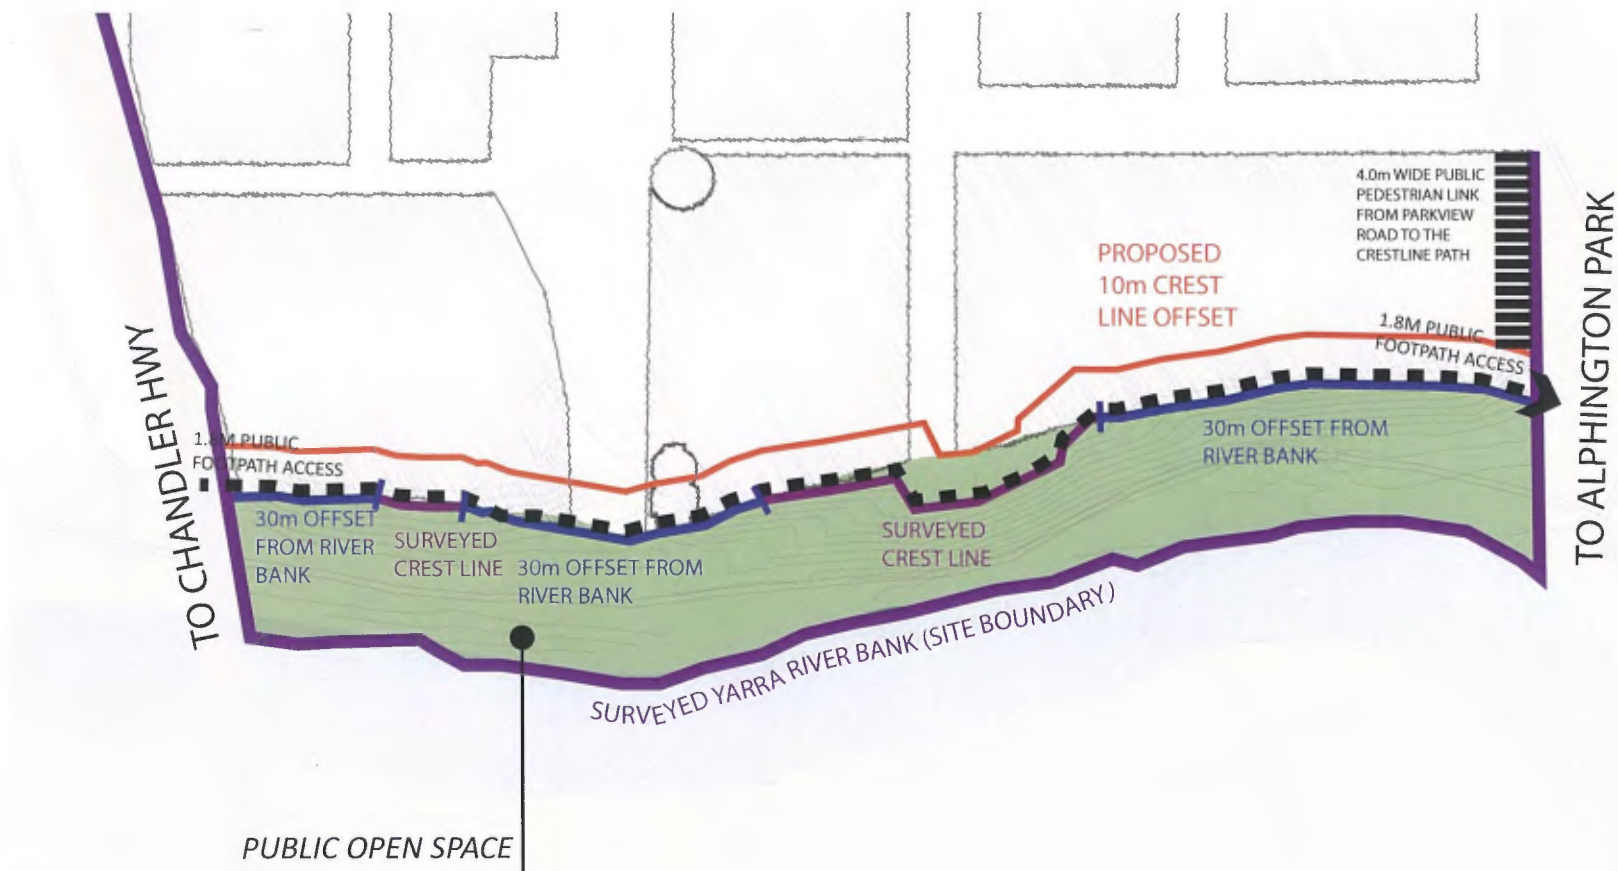 4.0m WIDE PUBLIC
PEDESTRIAN LINK
FROM PARKVIEW
ROAD TO THE
CRESTLINE PATH
PROPOSED
10m CREST
LINE OFFSET
1.8M PUBLIC
FOOTPATH ACCESS
TO ALPHINGTON PARK
TO CHANDLER HWY
1.8M PUBLIC
FOOTPATH ACCESS
30m OFFSET FROM
RIVER BANK
30m OFFSET
FROM RIVER
BANK
SURVEYED
CREST LINE
30m OFFSET FROM
RIVER BANK
SURVEYED
CREST LINE
SURVEYED YARRA RIVER BANK (SITE BOUNDARY)
PUBLIC OPEN SPACE